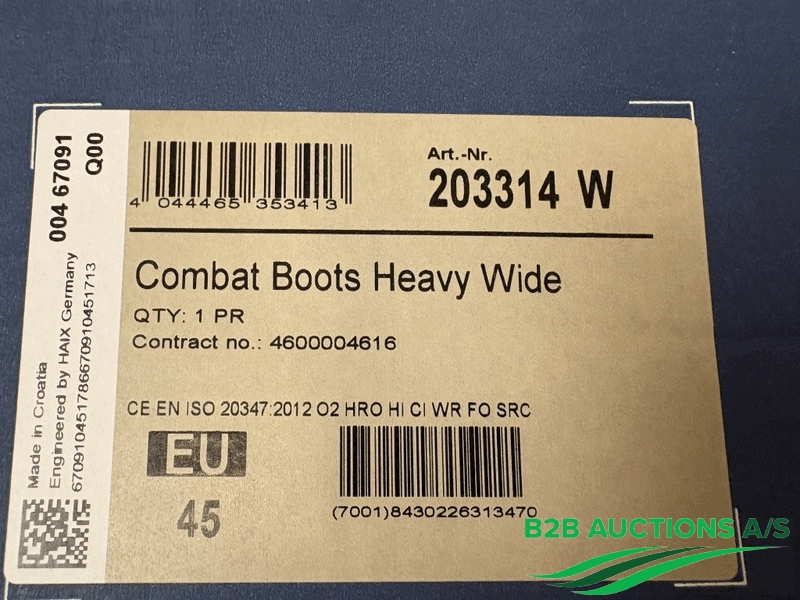 4 044465 353413
Art.-Nr.
203314 W
Combat Boots Heavy Wide
QTY: 1 PR
Contract no.: 4600004616
CE EN ISO 20347:2012 O2 HRO HI CI WR FO SRC
EU
45
(7001)8430226313470
004 67091
Q00
Made in Croatia
Engineered by HAIX Germany
6709104517866709104517​13
B2B AUCTIONS A/S